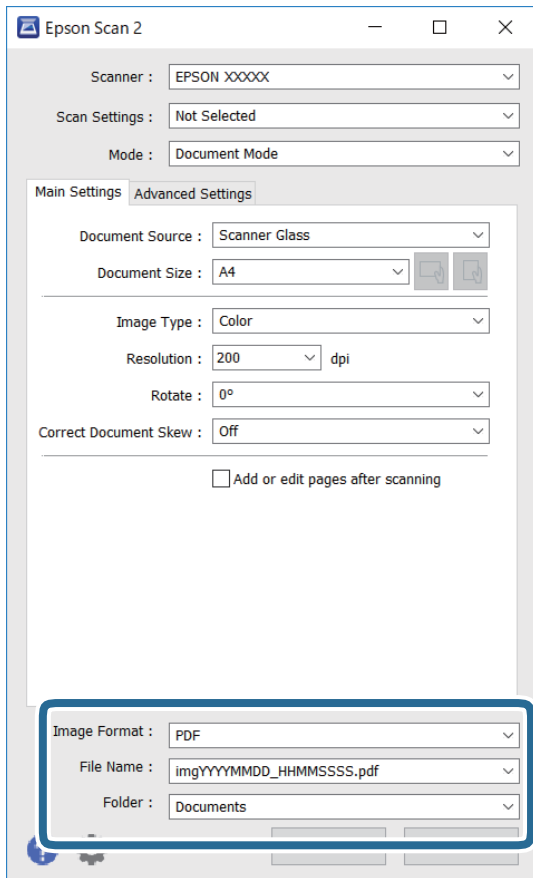 Epson Scan 2
Scanner : EPSON XXXXX
Scan Settings : Not Selected
Mode : Document Mode
Main Settings Advanced Settings
Document Source : Scanner Glass
Document Size : A4
Image Type : Color
Resolution : 200 dpi
Rotate : 0°
Correct Document Skew : Off
Add or edit pages after scanning
Image Format : PDF
File Name : imgYYYYMMDD_HHMMSSSS.pdf
Folder : Documents